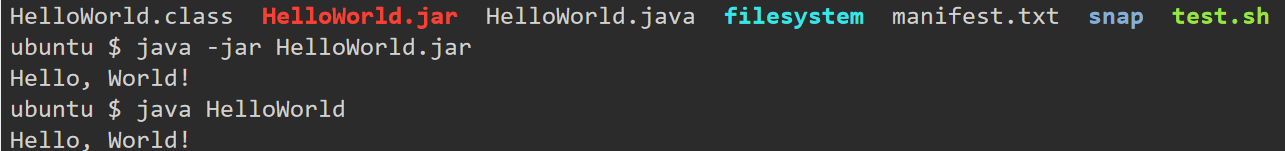 HelloWorld.class HelloWorld.jar HelloWorld.java filesystem manifest.txt snap test.sh
ubuntu $ java -jar HelloWorld.jar
Hello, World!
ubuntu $ java HelloWorld
Hello, World!